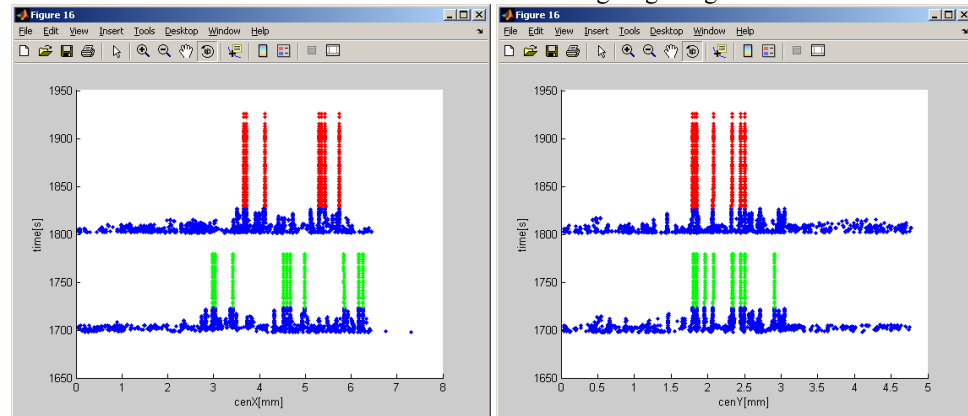 Figure 16
File Edit View Insert Tools Desktop Window Help
1950
1900
1850
1800
1750
1700
1650
time[s]
0 1 2 3 4 5 6 7 8
cenX[mm]
Figure 16
File Edit View Insert Tools Desktop Window Help
1950
1900
1850
1800
1750
1700
1650
time[s]
0 0.5 1 1.5 2 2.5 3 3.5 4 4.5 5
cenY[mm]